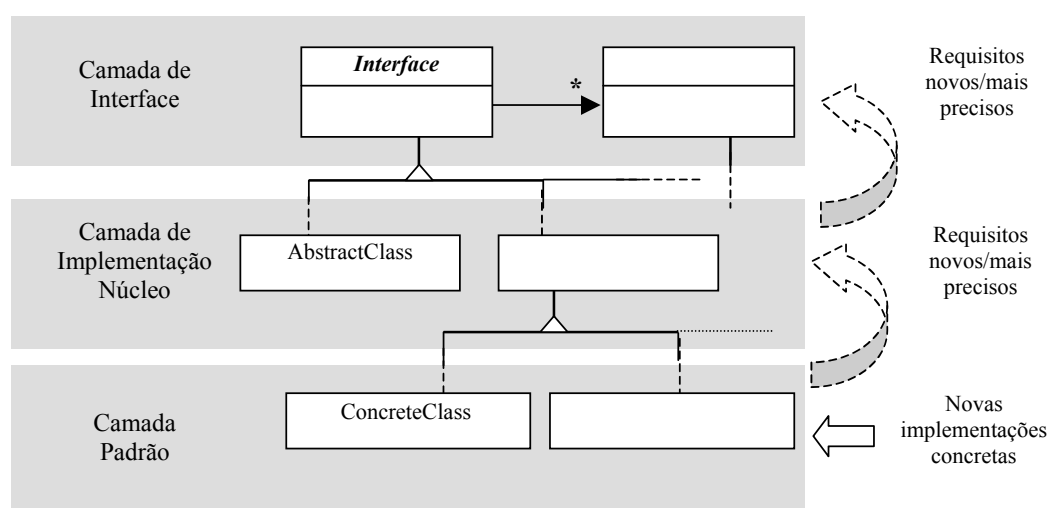 Camada de
Interface
Interface
*
Requisitos
novos/mais
precisos
Camada de
Implementação
Núcleo
AbstractClass
Requisitos
novos/mais
precisos
Camada
Padrão
ConcreteClass
Novas
implementações
concretas